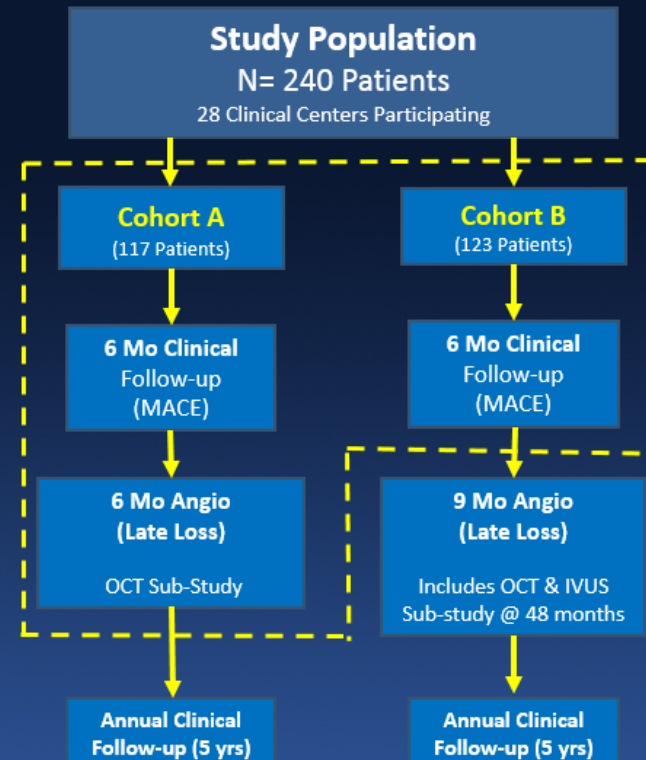 Study Population
N= 240 Patients
28 Clinical Centers Participating
Cohort A
(117 Patients)
Cohort B
(123 Patients)
6 Mo Clinical
Follow-up
(MACE)
6 Mo Clinical
Follow-up
(MACE)
6 Mo Angio
(Late Loss)
OCT Sub-Study
9 Mo Angio
(Late Loss)
Includes OCT & IVUS
Sub-study @ 48 months
Annual Clinical
Follow-up (5 yrs)
Annual Clinical
Follow-up (5 yrs)